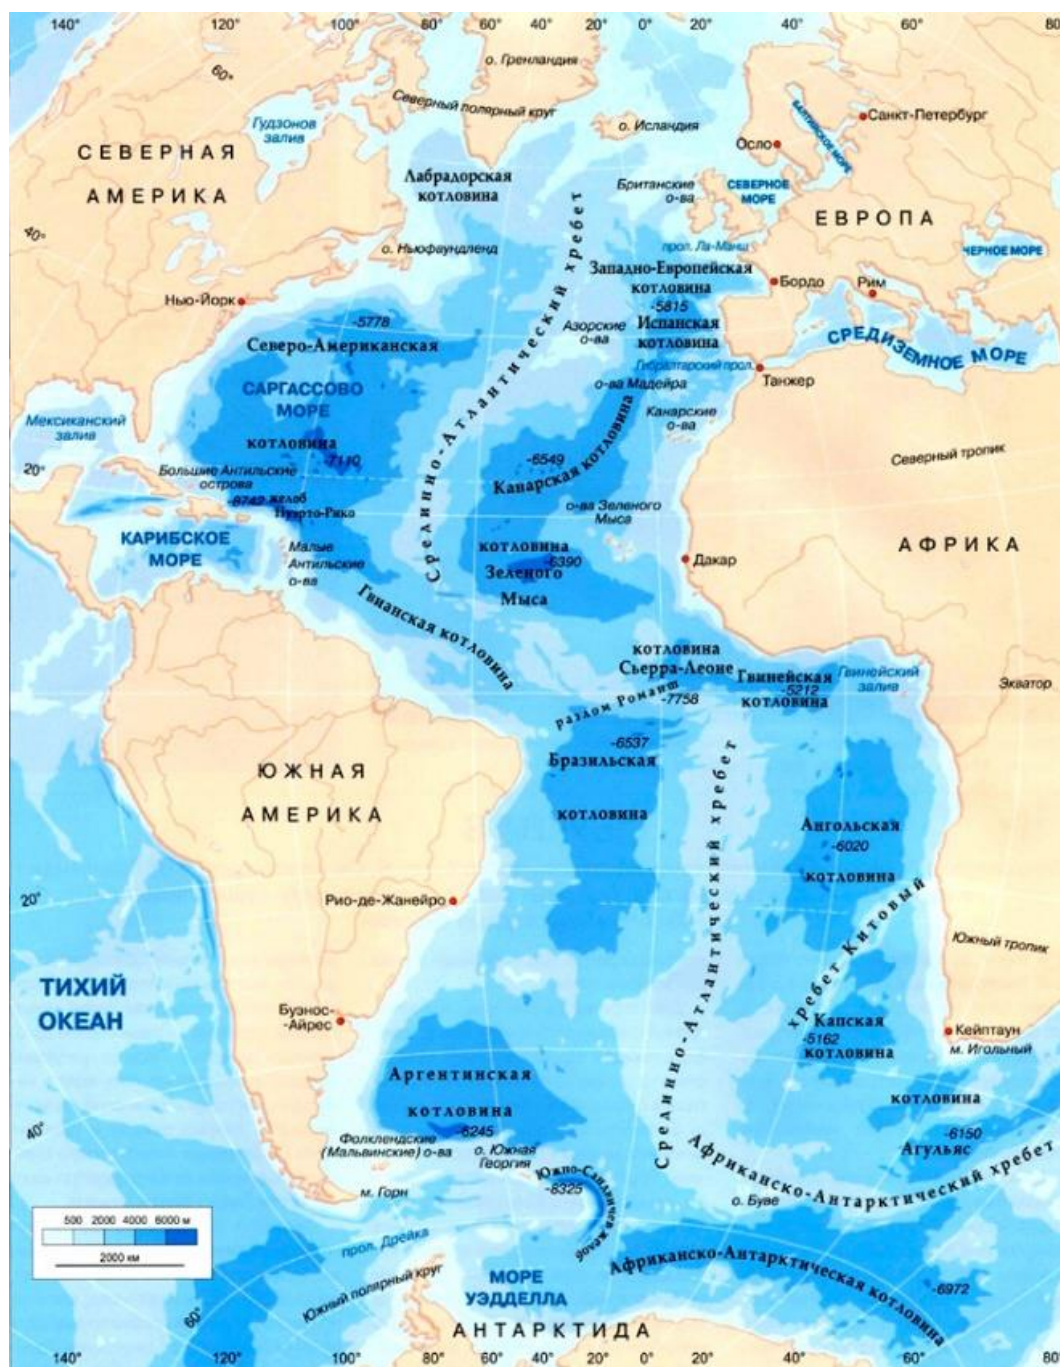 140° 100° 80° 60° 40° 20° 0° 40° 60° 80
60°
о. Гренландия
Северный полярный круг
о. Исландия
Гудзонов
залив
БАЛТИЙСКОЕ МОРЕ
Санкт-Петербург
Осло
СЕВЕРНАЯ
АМЕРИКА
Лабрадорская
котловина
Британские
о-ва
СЕВЕРНОЕ
МОРЕ
ЕВРОПА
40°
о. Ньюфаундленд
прол. Ла-Манш
ЧЕРНОЕ МОРЕ
Западно-Европейская
котловина
-5815
Бордо
Рим
Нью-Йорк
-5778
Азорские
о-ва
Испанская
котловина
СРЕДИЗЕМНОЕ МОРЕ
Северо-Американская
Гибралтарский прол.
Танжер
САРГАССОВО
МОРЕ
о-ва Мадейра
Канарские
о-ва
Мексиканский
залив
котловина
-7110
Срединно-Атлантический хребет
-6549
Канарская котловина
Северный тропик
20°
Большие Антильские
острова
-8742 желоб
Пуэрто-Рико
о-ва Зеленого
Мыса
КАРИБСКОЕ
МОРЕ
Малые
Антильские
о-ва
котловина
-6390
Зеленого
Мыса
Дакар
АФРИКА
Гвианская котловина
котловина
Сьерра-Леоне
Гвинейская
-5212
котловина
Гвинейский
залив
Экватор
разлом Романш
-7758
-6537
Бразильская
котловина
ЮЖНАЯ
АМЕРИКА
Срединно-Атлантический хребет
Ангольская
-6020
котловина
20°
Рио-де-Жанейро
хребет Китовый
Южный тропик
ТИХИЙ
ОКЕАН
Буэнос-
-Айрес
Капская
-5162
котловина
Кейптаун
м. Игольный
Аргентинская
котловина
-6245
котловина
-6150
Агульяс
40°
Фолклендские
(Мальвинские) о-ва
о. Южная
Георгия
Южно-Сандвичев желоб
-8325
Африканско-Антарктический хребет
м. Горн
о. Буве
500 2000 4000 6000 м
2000 км
прол. Дрейка
Африканско-Антарктическая котловина
-6972
МОРЕ
УЭДДЕЛЛА
Южный полярный круг
60°
АНТАРКТИДА
140° 100° 80° 60° 40° 20° 0° 20° 40° 60° 80°